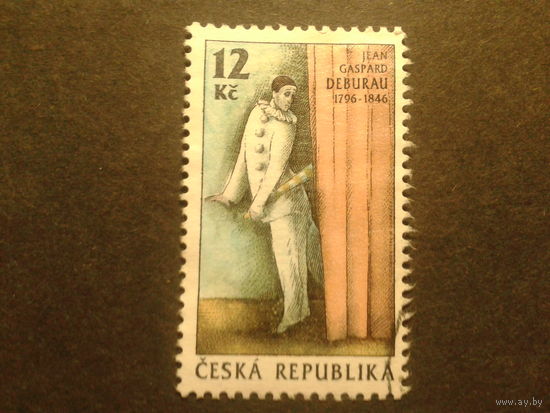 12
Kč
JEAN
GASPARD
DEBURAU
1796-1846
ČESKÁ REPUBLIKA
© www.ay.by